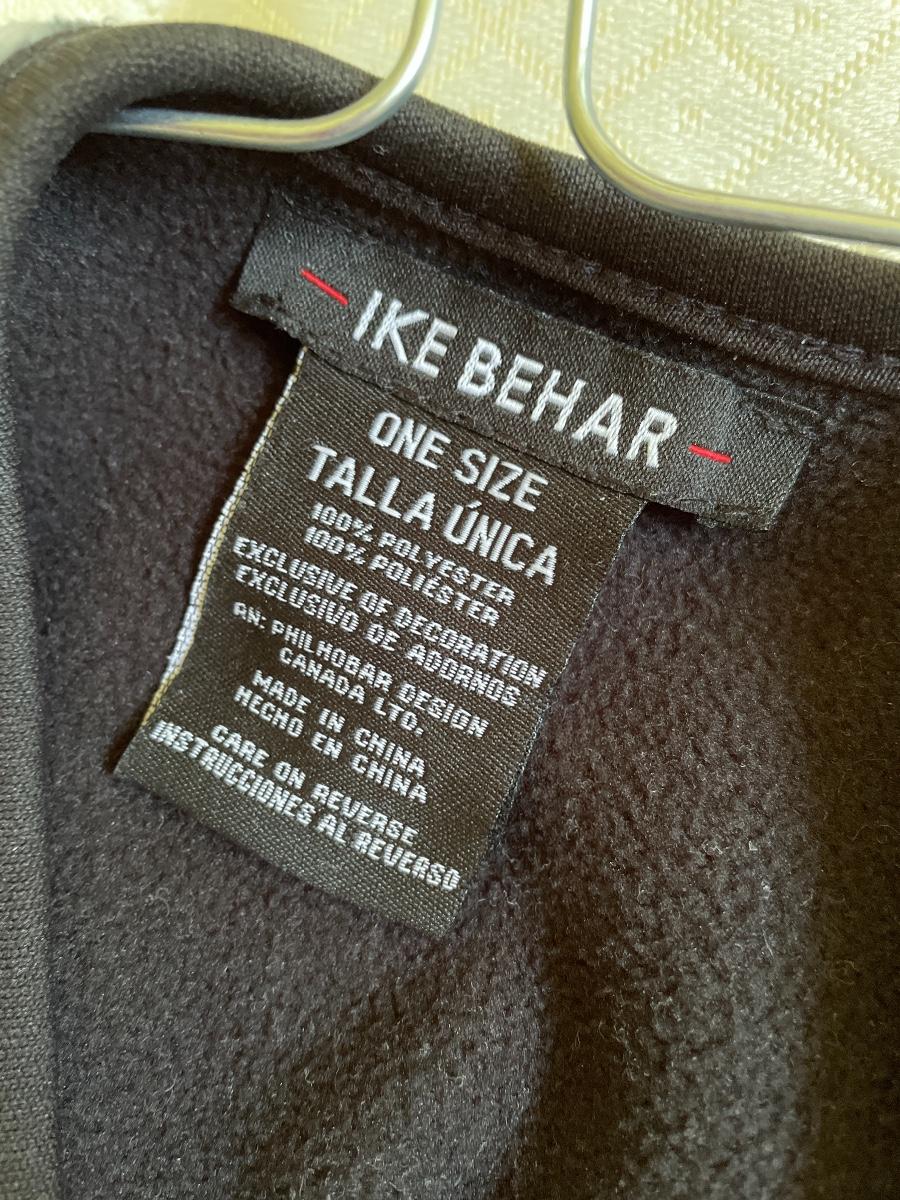 IKE BEHAR
ONE SIZE
TALLA ÚNICA
100% POLYESTER
100% POLIÉSTER
EXCLUSIVE OF DECORATION
EXCLUSIVO DE ADORNOS
RN: PHILHOBAR DESIGN
CANADA LTD.
MADE IN CHINA
HECHO EN CHINA
CARE ON REVERSE
INSTRUCCIONES AL REVERSO